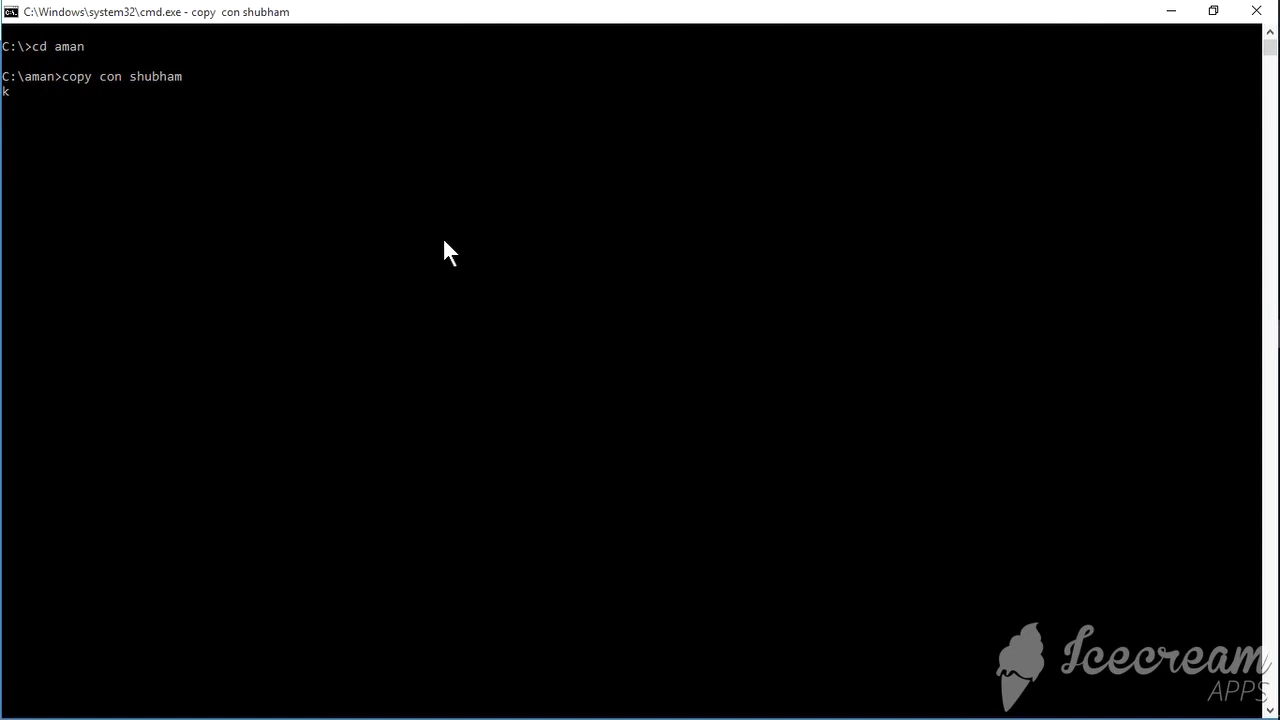 C:\Windows\system32\cmd.exe - copy  con shubham
C:\>cd aman
C:\aman>copy con shubham
k
Icecream
APPS